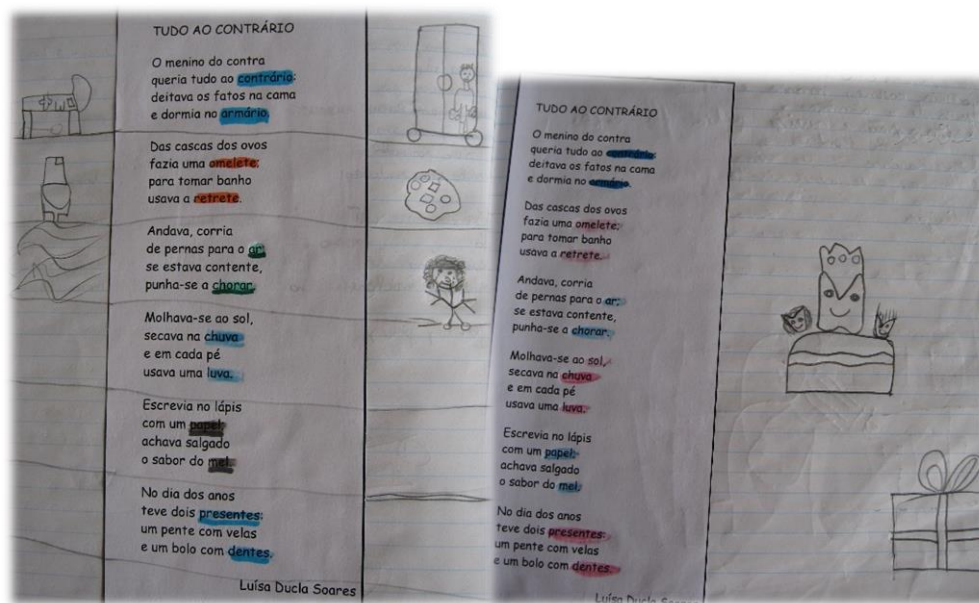 TUDO AO CONTRÁRIO
O menino do contra
queria tudo ao contrário:
deitava os fatos na cama
e dormia no armário.
Das cascas dos ovos
fazia uma omelete;
para tomar banho
usava a retrete.
Andava, corria
de pernas para o ar;
se estava contente,
punha-se a chorar.
Molhava-se ao sol,
secava na chuva
e em cada pé
usava uma luva.
Escrevia no lápis
com um papel;
achava salgado
o sabor do mel.
No dia dos anos
teve dois presentes:
um pente com velas
e um bolo com dentes.
Luísa Ducla Soares
TUDO AO CONTRÁRIO
O menino do contra
queria tudo ao contrário:
deitava os fatos na cama
e dormia no armário.
Das cascas dos ovos
fazia uma omelete;
para tomar banho
usava a retrete.
Andava, corria
de pernas para o ar;
se estava contente,
punha-se a chorar.
Molhava-se ao sol,
secava na chuva
e em cada pé
usava uma luva.
Escrevia no lápis
com um papel;
achava salgado
o sabor do mel.
No dia dos anos
teve dois presentes:
um pente com velas
e um bolo com dentes.
Luísa Ducla Soares